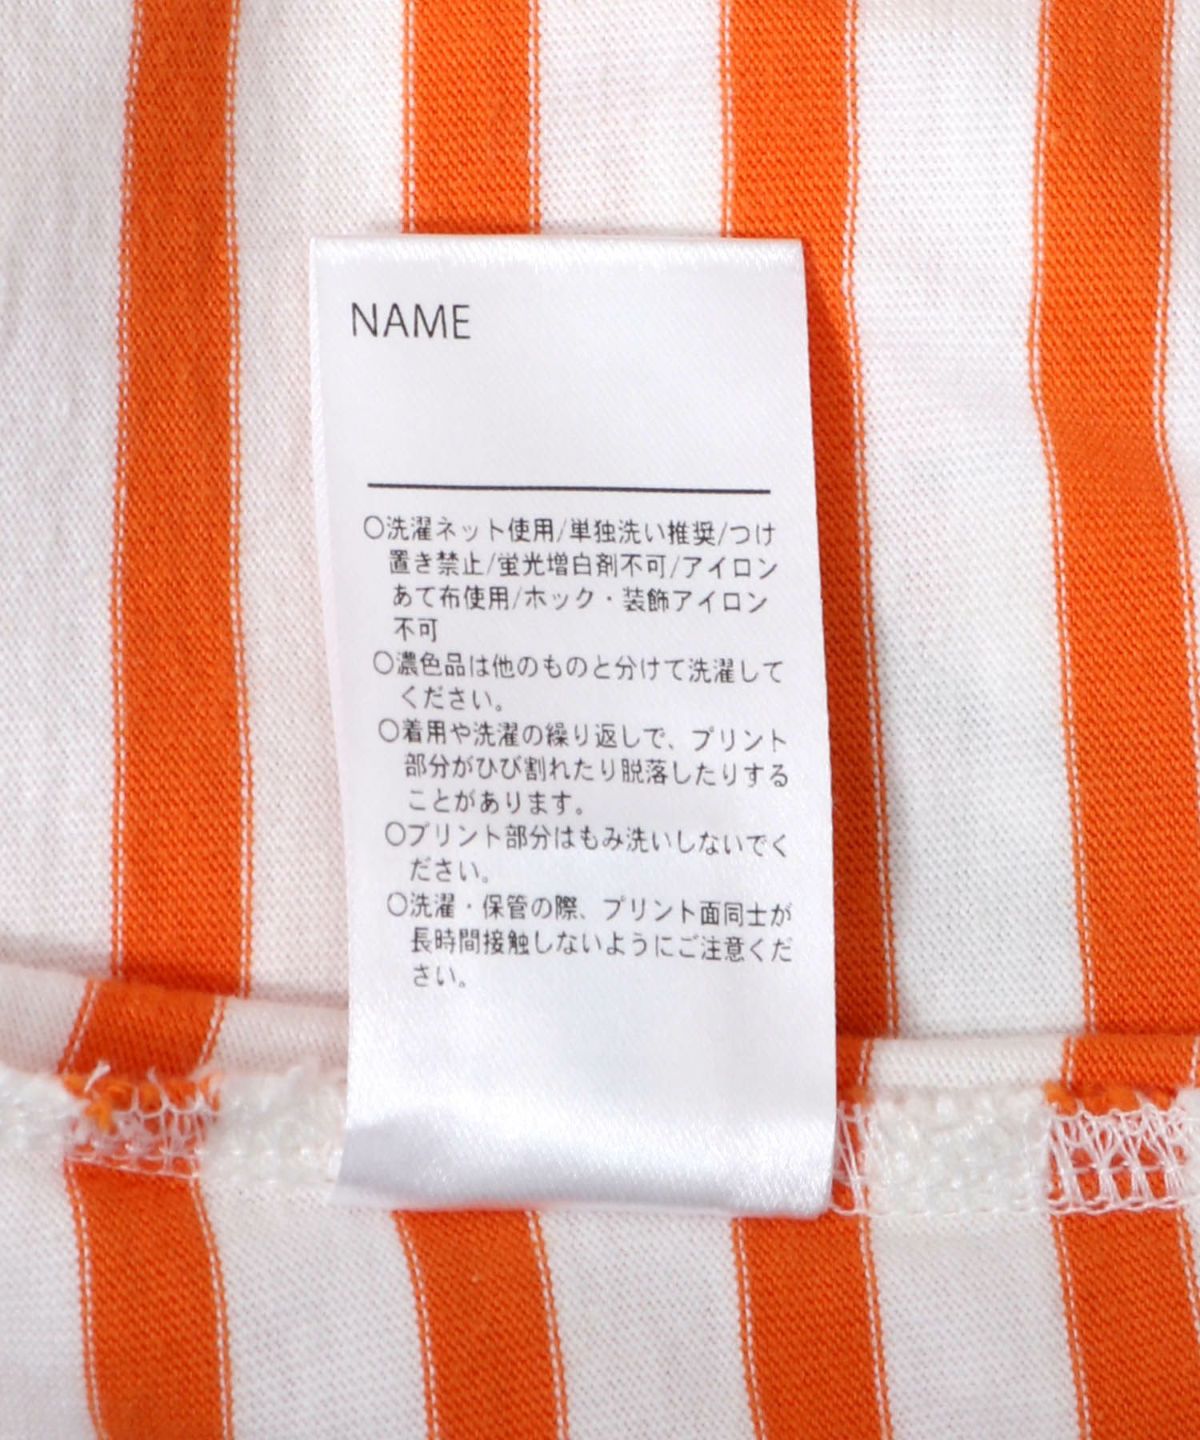 NAME
○洗濯ネット使用/単独洗い推奨/つけ
置き禁止/蛍光増白剤不可/アイロン
あて布使用/ホック・装飾アイロン
不可
○濃色品は他のものと分けて洗濯して
ください。
○着用や洗濯の繰り返しで、プリント
部分がひび割れたり脱落したりする
ことがあります。
○プリント部分はもみ洗いしないでく
ださい。
○洗濯・保管の際、プリント面同士が
長時間接触しないようにご注意くだ
さい。